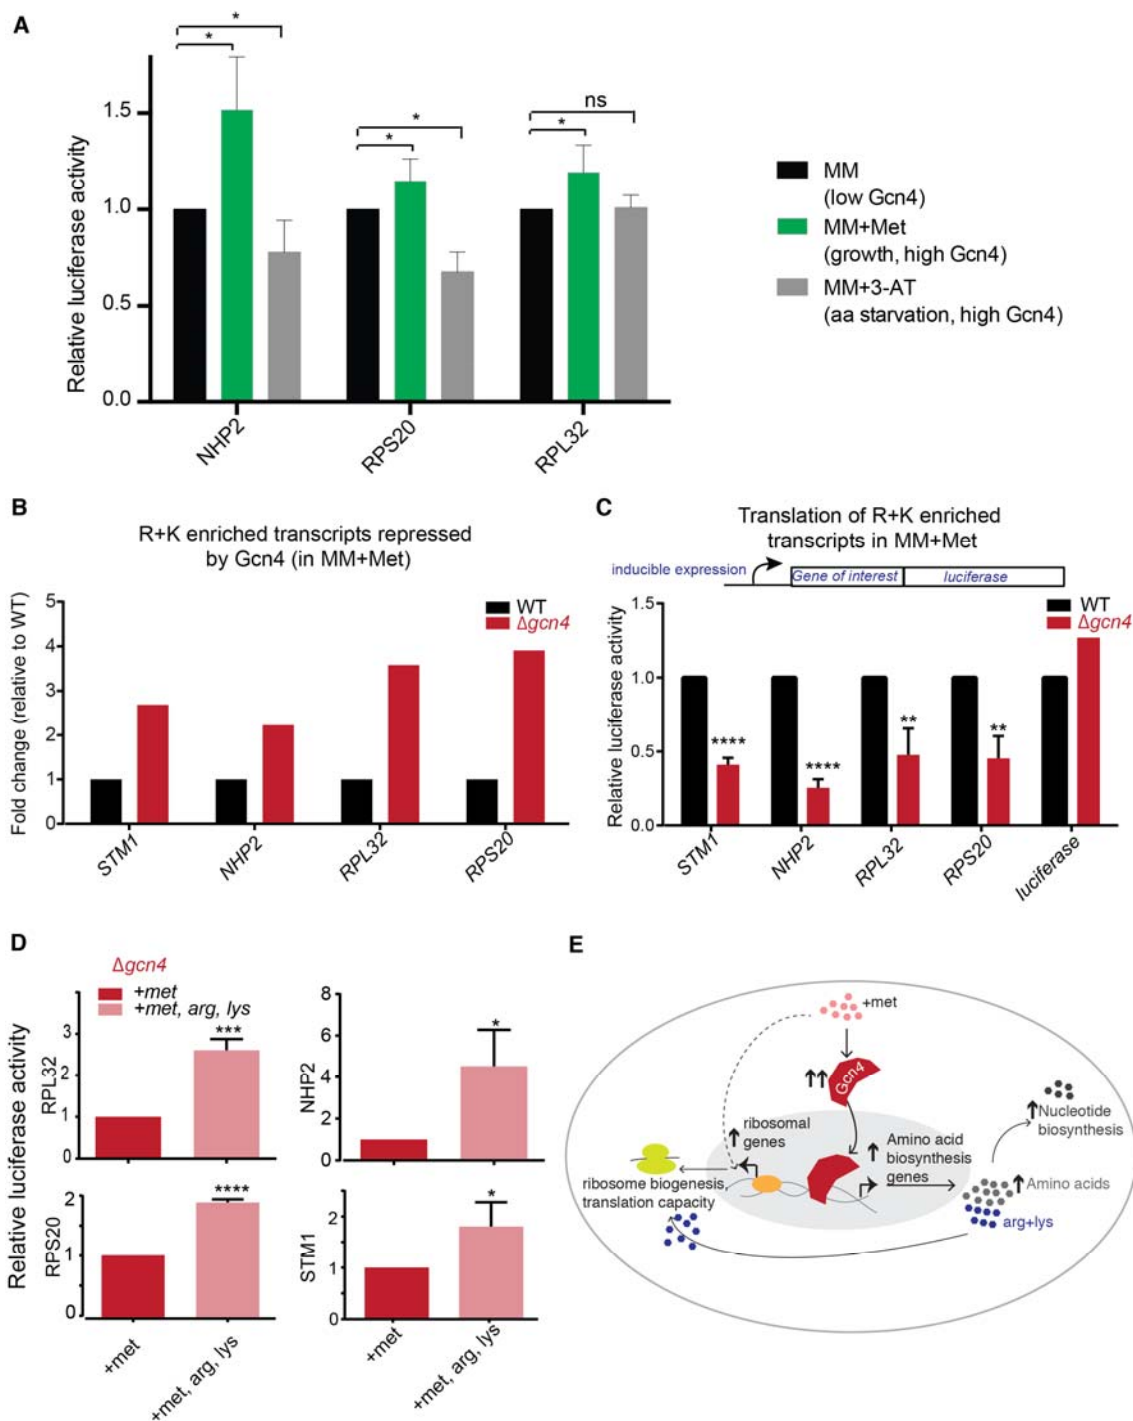 A
Relative luciferase activity
1.5
1.0
0.5
0.0
*
*
*
*
ns
*
NHP2
RPS20
RPL32
MM
(low Gcn4)
MM+Met
(growth, high Gcn4)
MM+3-AT
(aa starvation, high Gcn4)
B
R+K enriched transcripts repressed
by Gcn4 (in MM+Met)
Fold change (relative to WT)
5
4
3
2
1
0
WT
Δgcn4
STM1
NHP2
RPL32
RPS20
C
Translation of R+K enriched
transcripts in MM+Met
inducible expression
Gene of interest
luciferase
Relative luciferase activity
1.5
1.0
0.5
0.0
WT
Δgcn4
****
****
**
**
STM1
NHP2
RPL32
RPS20
luciferase
D
Δgcn4
+met
+met, arg, lys
Relative luciferase activity
RPL32
3
2
1
0
***
NHP2
8
6
4
2
0
*
RPS20
2
1
0
****
STM1
2
1
0
*
+met
+met, arg, lys
+met
+met, arg, lys
E
+met
Gcn4
ribosomal
genes
Amino acid
biosynthesis
genes
Nucleotide
biosynthesis
Amino acids
arg+lys
ribosome biogenesis,
translation capacity